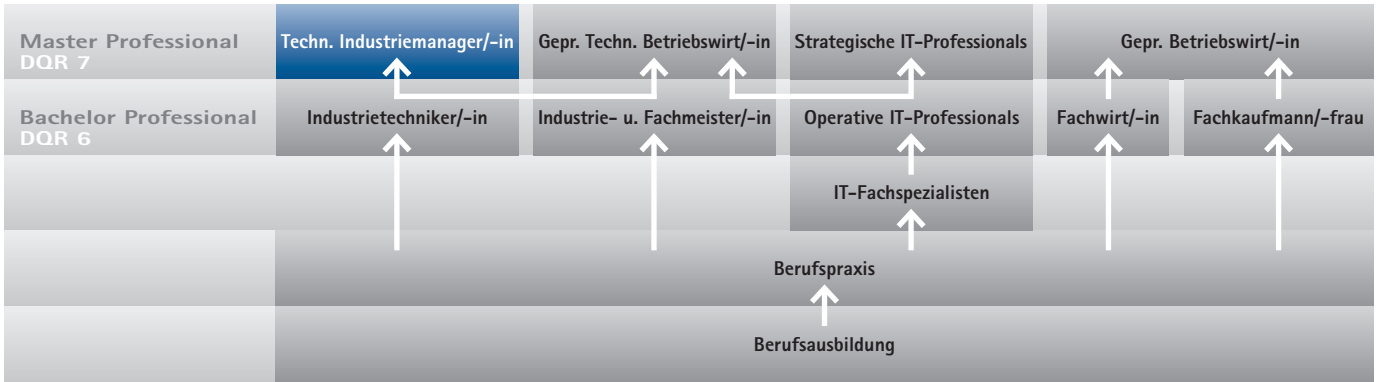 Master Professional
DQR 7
Techn. Industriemanager/-in
Gepr. Techn. Betriebswirt/-in
Strategische IT-Professionals
Gepr. Betriebswirt/-in
Bachelor Professional
DQR 6
Industrietechniker/-in
Industrie- u. Fachmeister/-in
Operative IT-Professionals
Fachwirt/-in
Fachkaufmann/-frau
IT-Fachspezialisten
Berufspraxis
Berufsausbildung